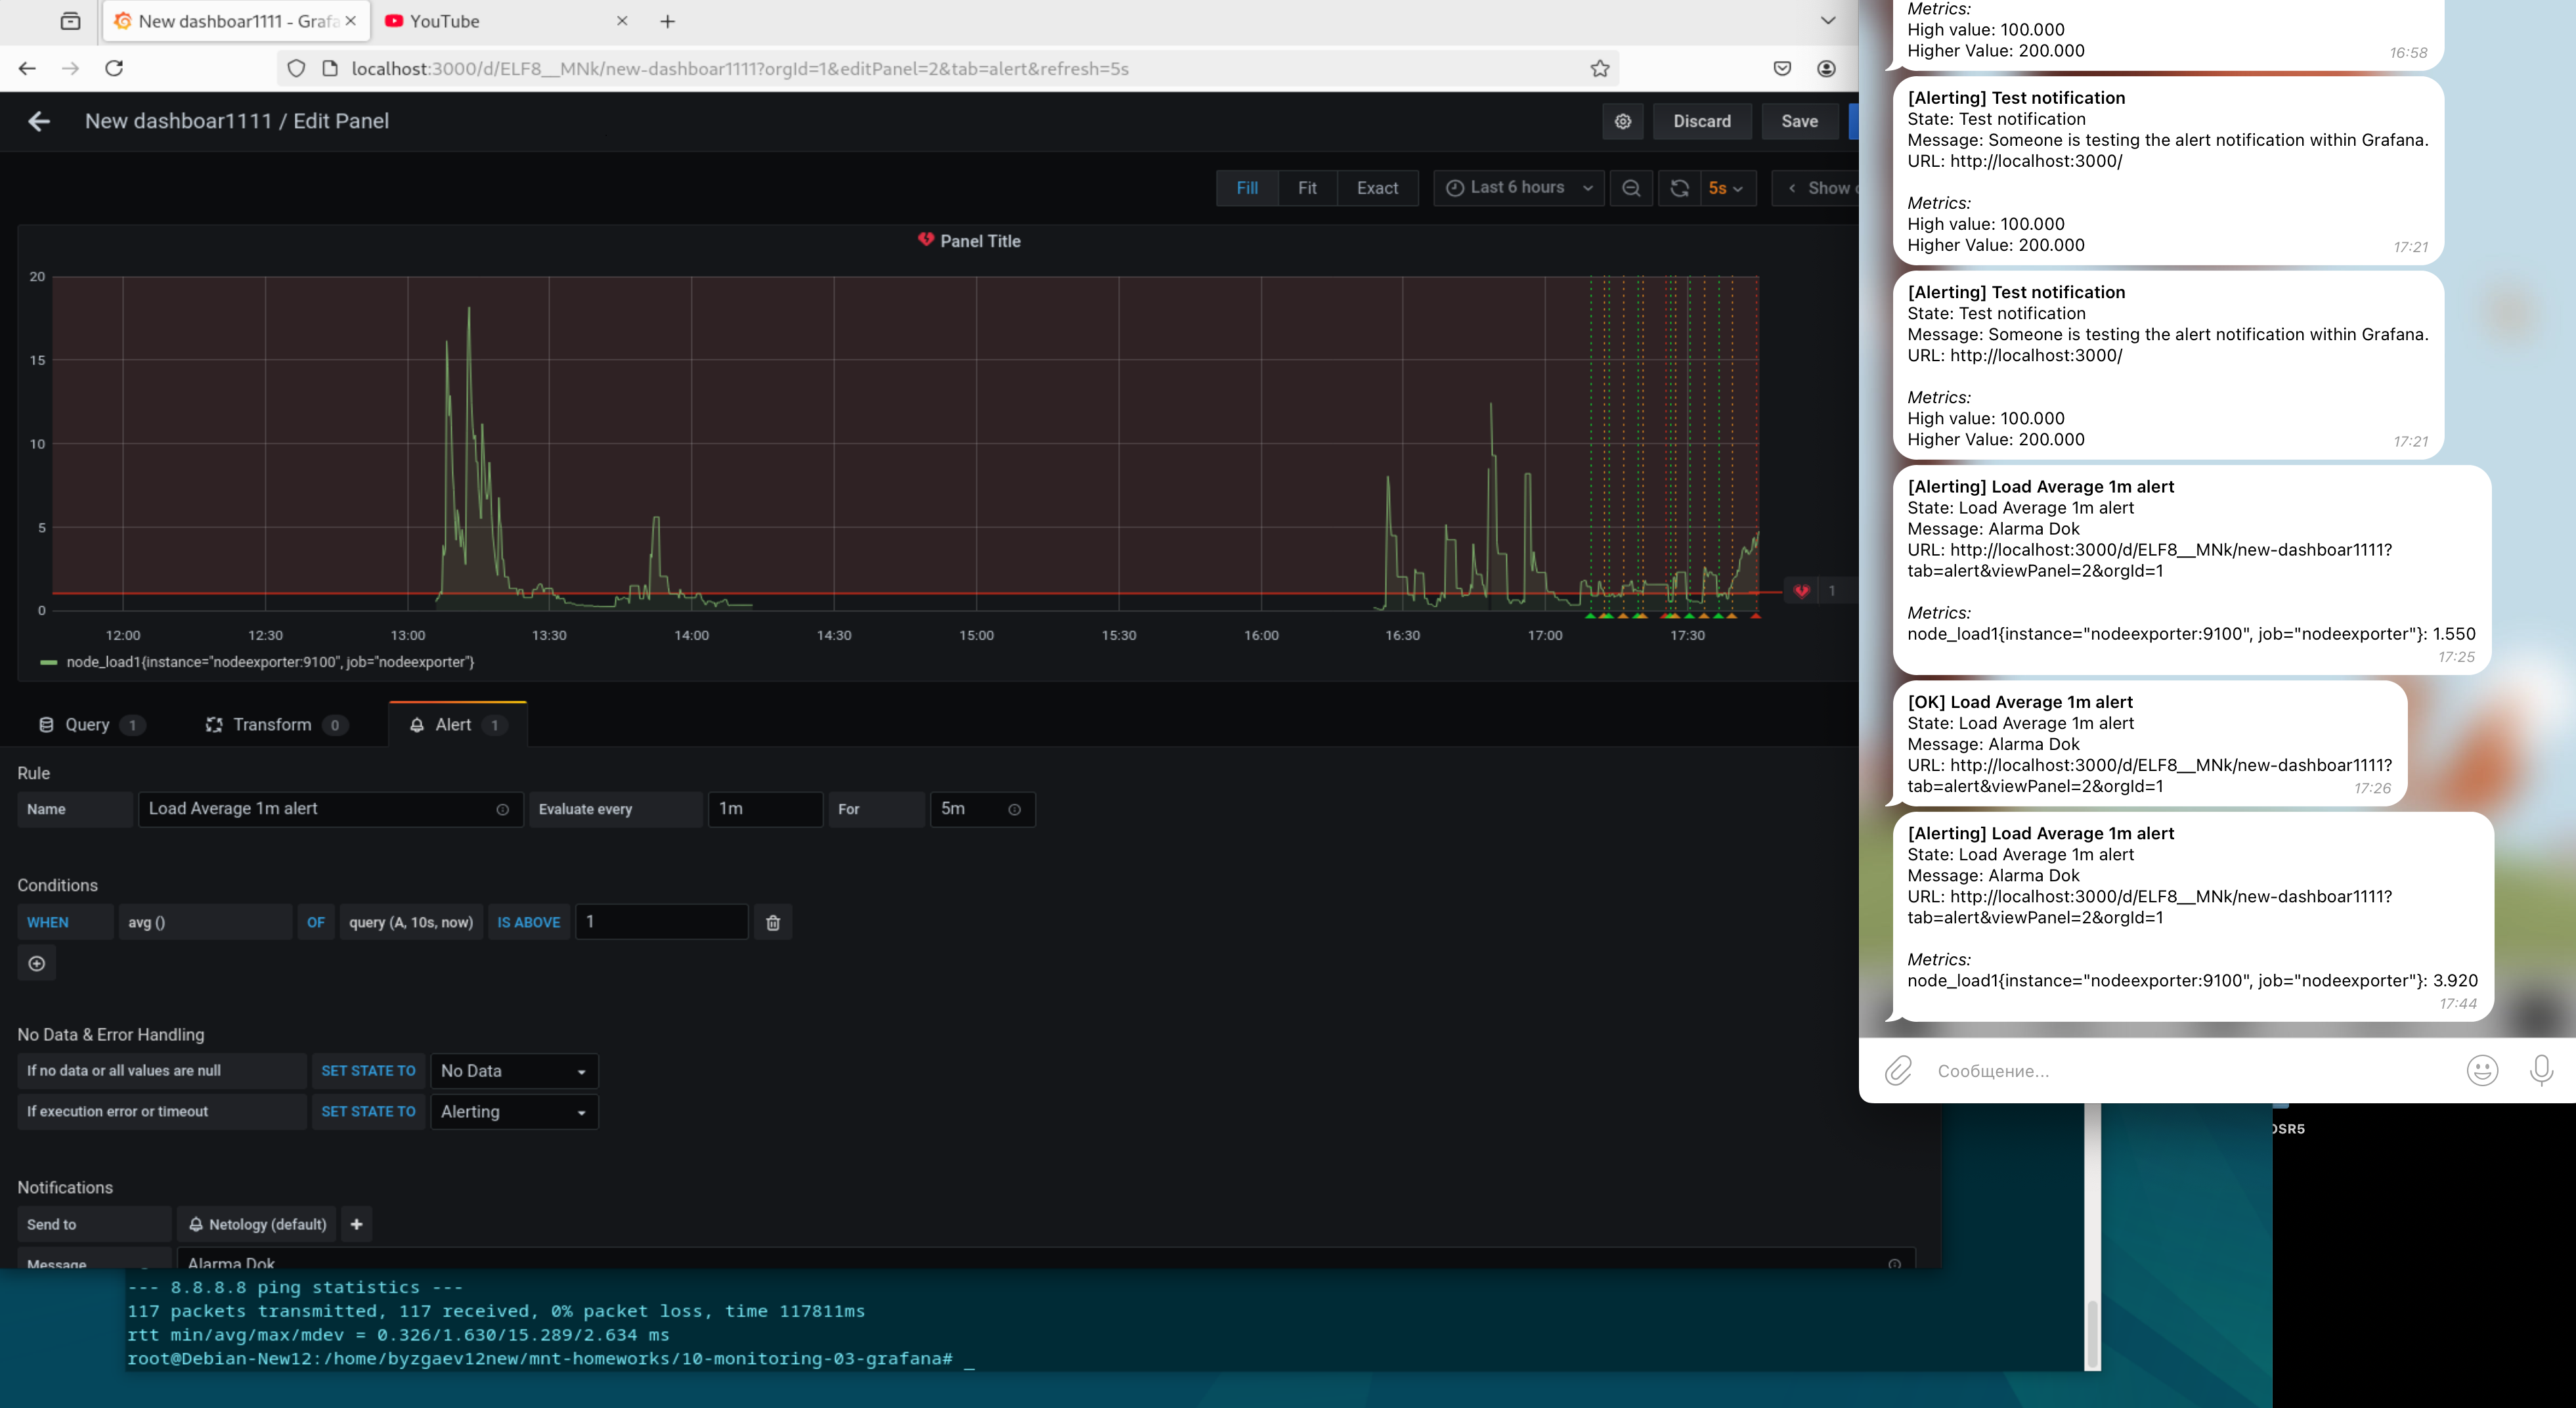 New dashboar1111 - Grafa
YouTube
localhost:3000/d/ELF8__MNk/new-dashboar1111?orgId=1&editPanel=2&tab=alert&refresh=5s
New dashboar1111 / Edit Panel
Discard
Save
Fill
Fit
Exact
Last 6 hours
5s
Show
Panel Title
20
15
10
5
0
1
12:00
12:30
13:00
13:30
14:00
14:30
15:00
15:30
16:00
16:30
17:00
17:30
node_load1{instance="nodeexporter:9100", job="nodeexporter"}
Query 1
Transform 0
Alert 1
Rule
Name
Load Average 1m alert
Evaluate every
1m
For
5m
Conditions
WHEN
avg ()
OF
query (A, 10s, now)
IS ABOVE
1
No Data & Error Handling
If no data or all values are null
SET STATE TO
No Data
If execution error or timeout
SET STATE TO
Alerting
Notifications
Send to
Netology (default)
Message
Alarma Dok
--- 8.8.8.8 ping statistics ---
117 packets transmitted, 117 received, 0% packet loss, time 117811ms
rtt min/avg/max/mdev = 0.326/1.630/15.289/2.634 ms
root@Debian-New12:/home/byzgaev12new/mnt-homeworks/10-monitoring-03-grafana# _
Metrics:
High value: 100.000
Higher Value: 200.000
16:58
[Alerting] Test notification
State: Test notification
Message: Someone is testing the alert notification within Grafana.
URL: http://localhost:3000/
Metrics:
High value: 100.000
Higher Value: 200.000
17:21
[Alerting] Test notification
State: Test notification
Message: Someone is testing the alert notification within Grafana.
URL: http://localhost:3000/
Metrics:
High value: 100.000
Higher Value: 200.000
17:21
[Alerting] Load Average 1m alert
State: Load Average 1m alert
Message: Alarma Dok
URL: http://localhost:3000/d/ELF8__MNk/new-dashboar1111?
tab=alert&viewPanel=2&orgId=1
Metrics:
node_load1{instance="nodeexporter:9100", job="nodeexporter"}: 1.550
17:25
[OK] Load Average 1m alert
State: Load Average 1m alert
Message: Alarma Dok
URL: http://localhost:3000/d/ELF8__MNk/new-dashboar1111?
tab=alert&viewPanel=2&orgId=1
17:26
[Alerting] Load Average 1m alert
State: Load Average 1m alert
Message: Alarma Dok
URL: http://localhost:3000/d/ELF8__MNk/new-dashboar1111?
tab=alert&viewPanel=2&orgId=1
Metrics:
node_load1{instance="nodeexporter:9100", job="nodeexporter"}: 3.920
17:44
Сообщение...